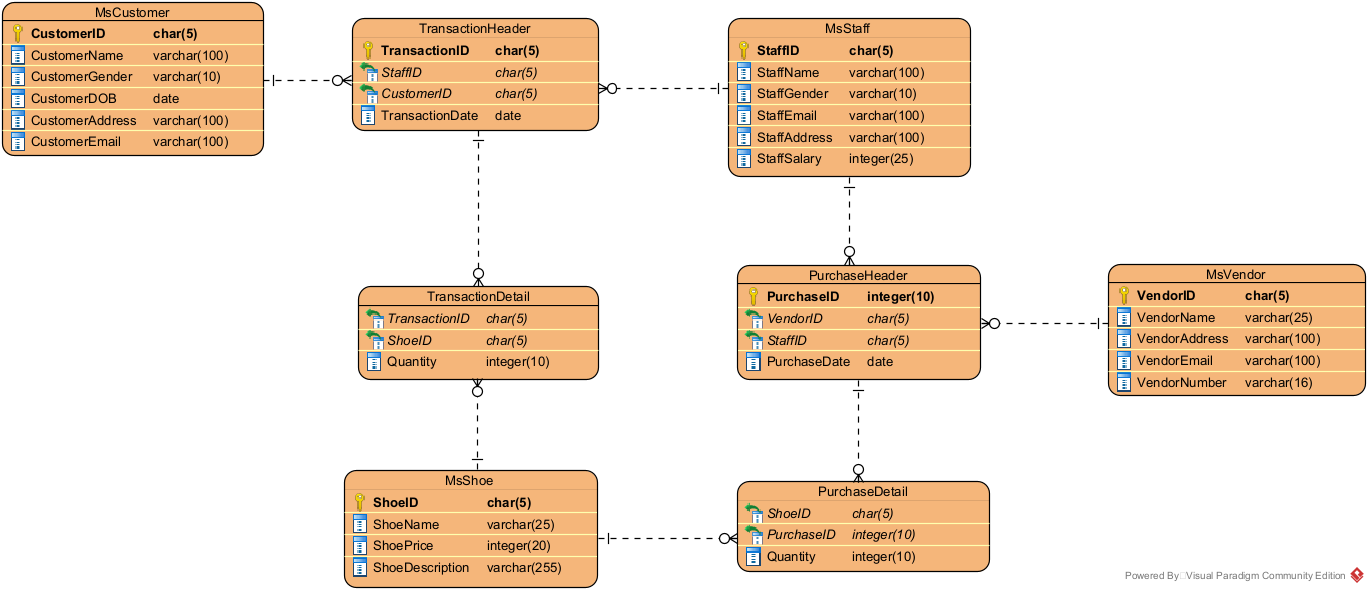 MsCustomer
CustomerID char(5)
CustomerName varchar(100)
CustomerGender varchar(10)
CustomerDOB date
CustomerAddress varchar(100)
CustomerEmail varchar(100)
TransactionHeader
TransactionID char(5)
StaffID char(5)
CustomerID char(5)
TransactionDate date
MsStaff
StaffID char(5)
StaffName varchar(100)
StaffGender varchar(10)
StaffEmail varchar(100)
StaffAddress varchar(100)
StaffSalary integer(25)
TransactionDetail
TransactionID char(5)
ShoeID char(5)
Quantity integer(10)
PurchaseHeader
PurchaseID integer(10)
VendorID char(5)
StaffID char(5)
PurchaseDate date
MsVendor
VendorID char(5)
VendorName varchar(25)
VendorAddress varchar(100)
VendorEmail varchar(100)
VendorNumber varchar(16)
MsShoe
ShoeID char(5)
ShoeName varchar(25)
ShoePrice integer(20)
ShoeDescription varchar(255)
PurchaseDetail
ShoeID char(5)
PurchaseID integer(10)
Quantity integer(10)
Powered By Visual Paradigm Community Edition